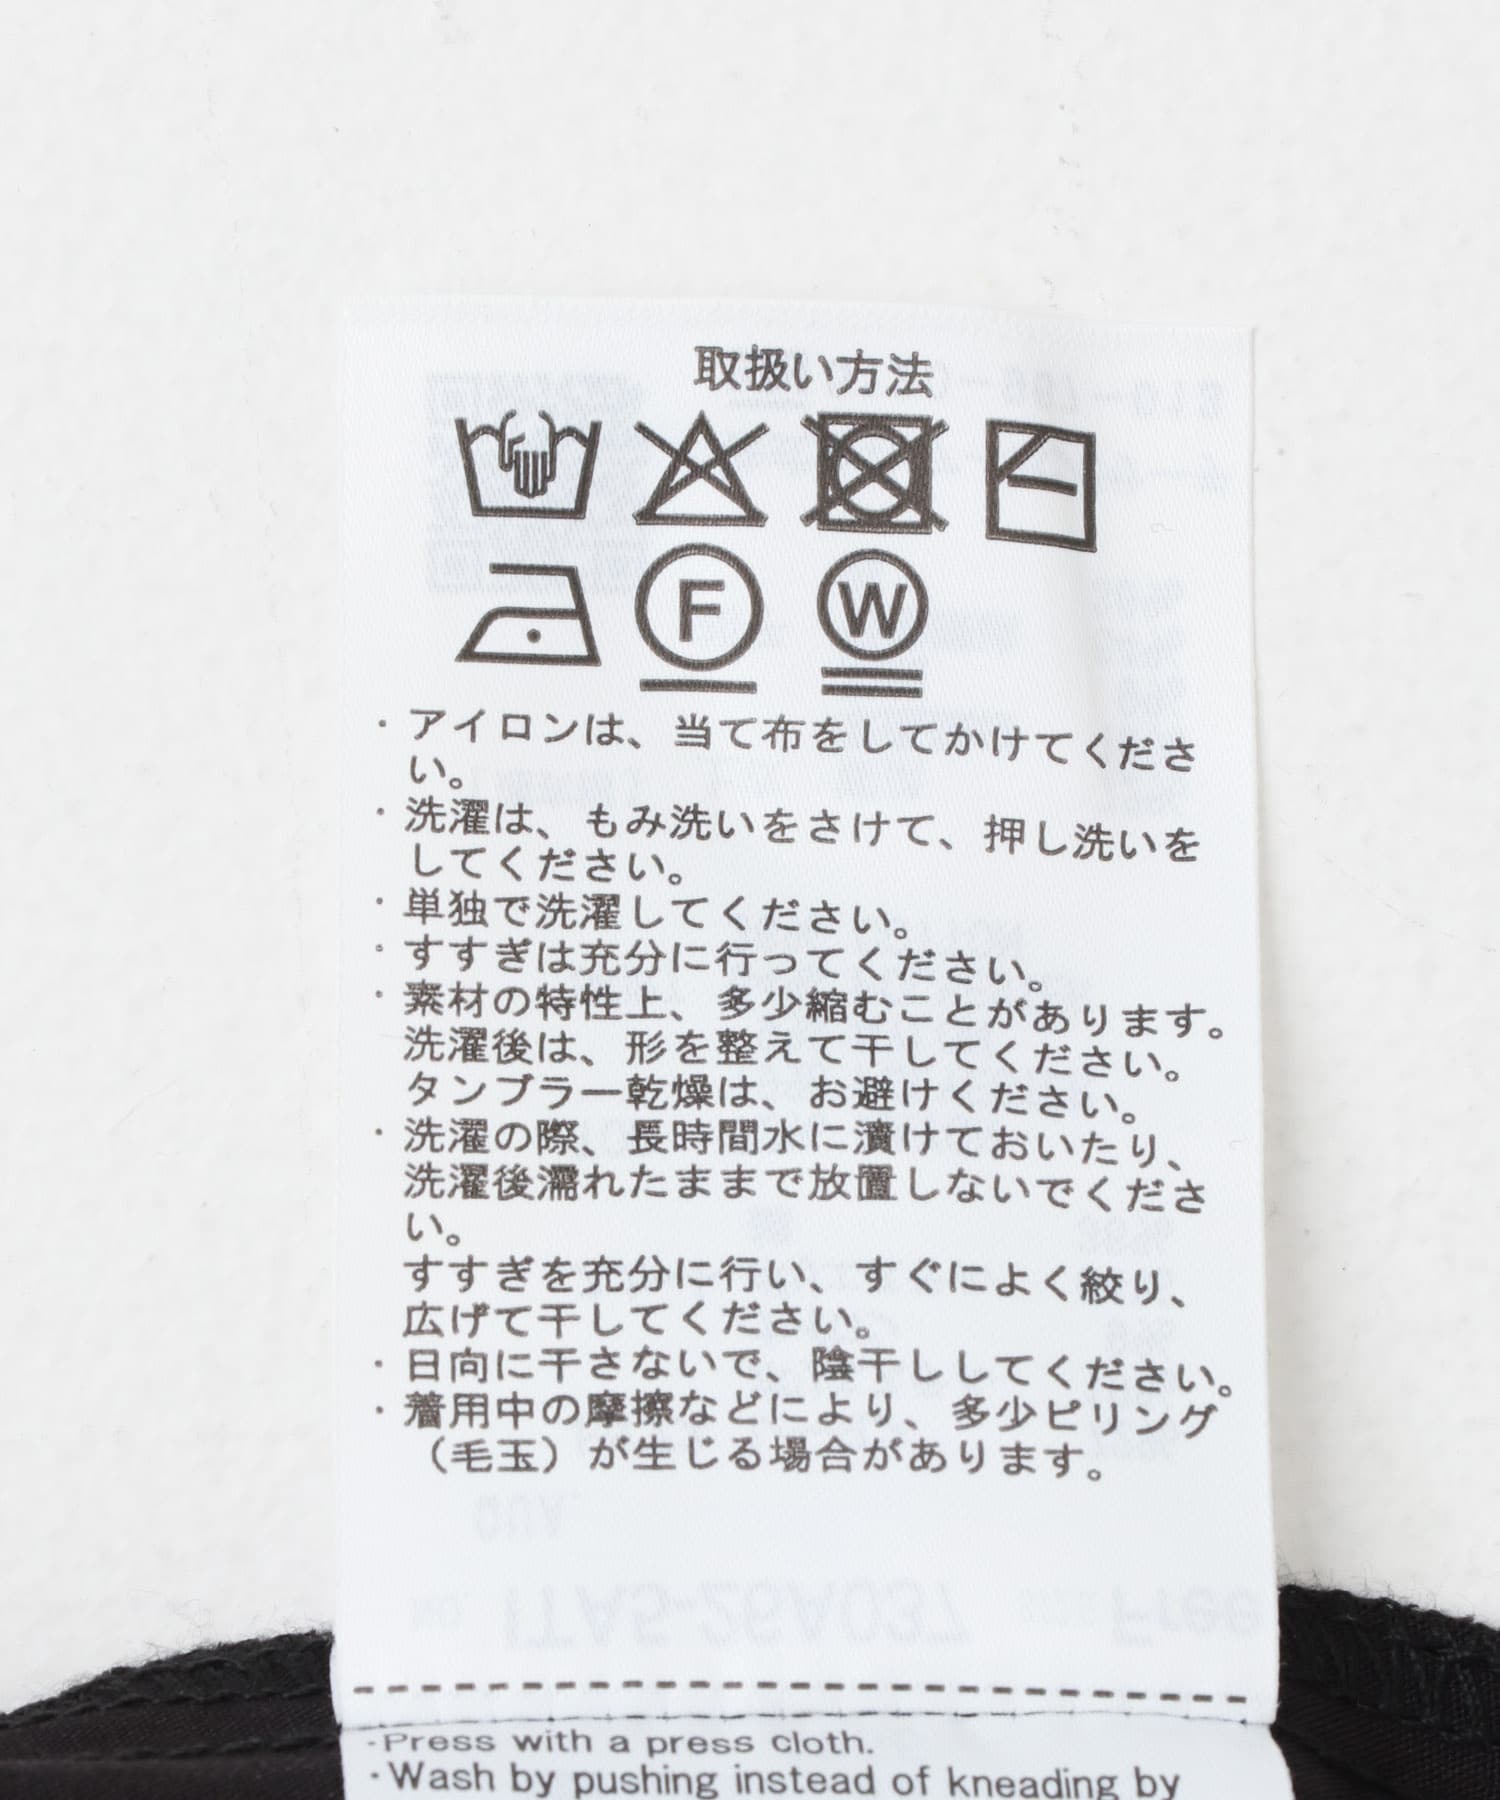 取扱い方法
F
W
・アイロンは、当て布をしてかけてくださ
い。
・洗濯は、もみ洗いをさけて、押し洗いを
してください。
・単独で洗濯してください。
・すすぎは充分に行ってください。
・素材の特性上、多少縮むことがあります。
洗濯後は、形を整えて干してください。
タンブラー乾燥は、お避けください。
・洗濯の際、長時間水に漬けておいたり、
洗濯後濡れたままで放置しないでくださ
い。
すすぎを充分に行い、すぐによく絞り、
広げて干してください。
・日向に干さないで、陰干ししてください。
・着用中の摩擦などにより、多少ピリング
（毛玉）が生じる場合があります。
・Press with a press cloth.
・Wash by pushing instead of kneading by